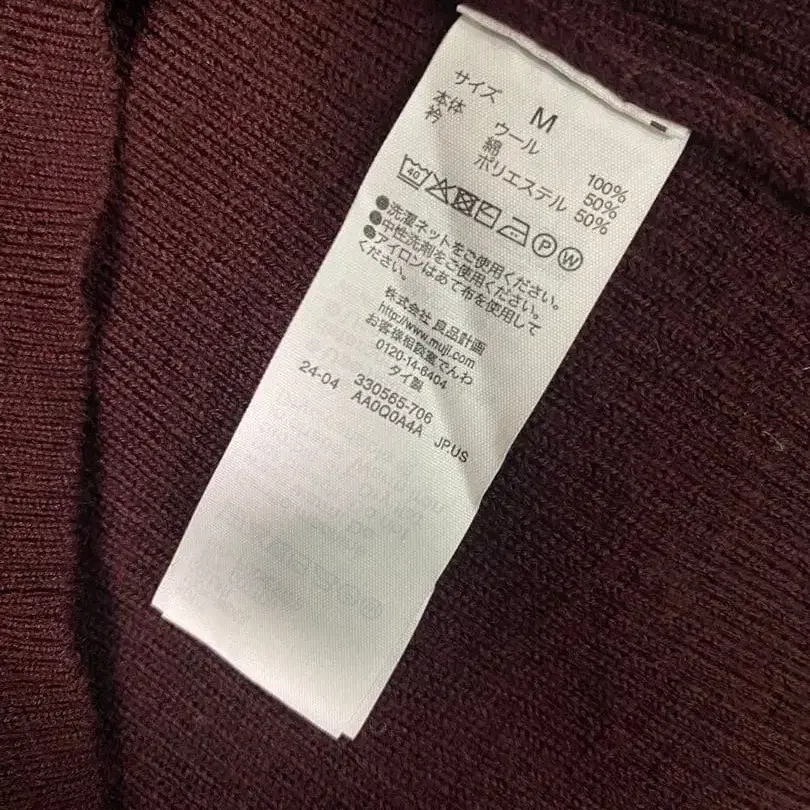 サイズ M
本体 ウール 100%
衿 綿 50%
ポリエステル 50%
40 P W
●洗濯ネットをご使用ください。
●中性洗剤をご使用ください。
●アイロンはあて布を使用して
ください。
株式会社 良品計画
http://www.muji.com
お客様相談室でんわ
0120-14-6404
タイ製
330565-706
24-04 AA0Q0A4A JP.US